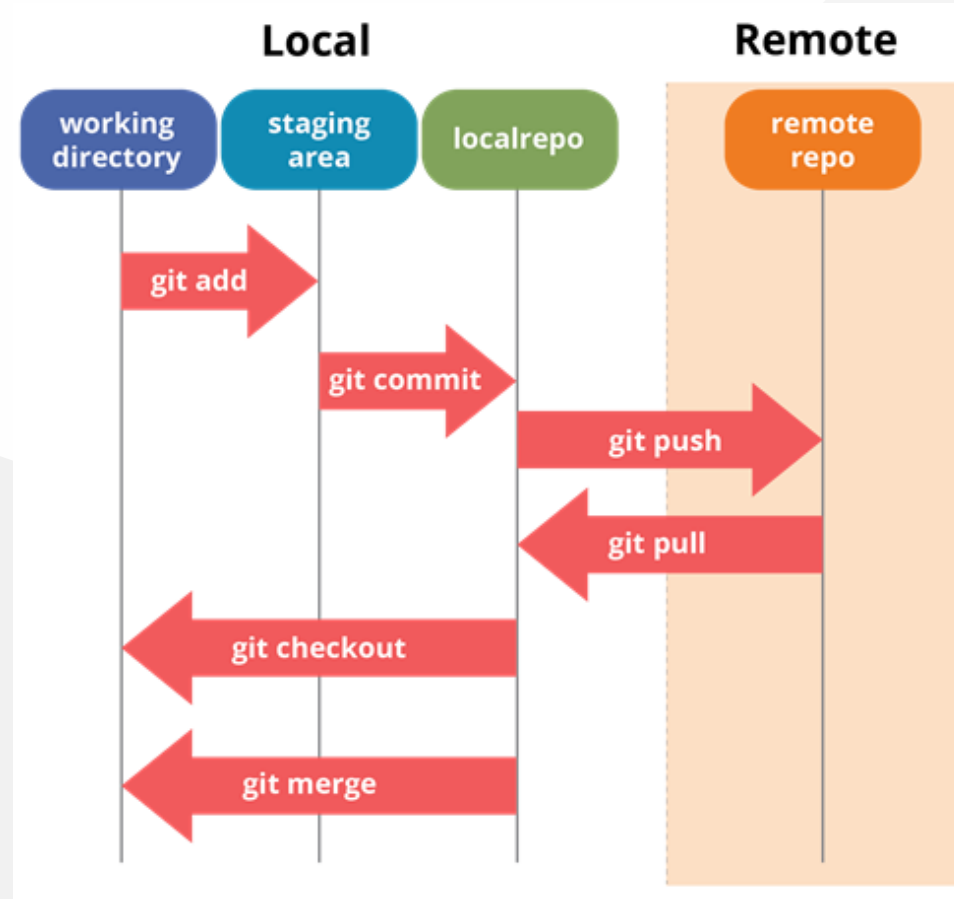 Local
Remote
working
directory
staging
area
localrepo
remote
repo
git add
git commit
git push
git pull
git checkout
git merge